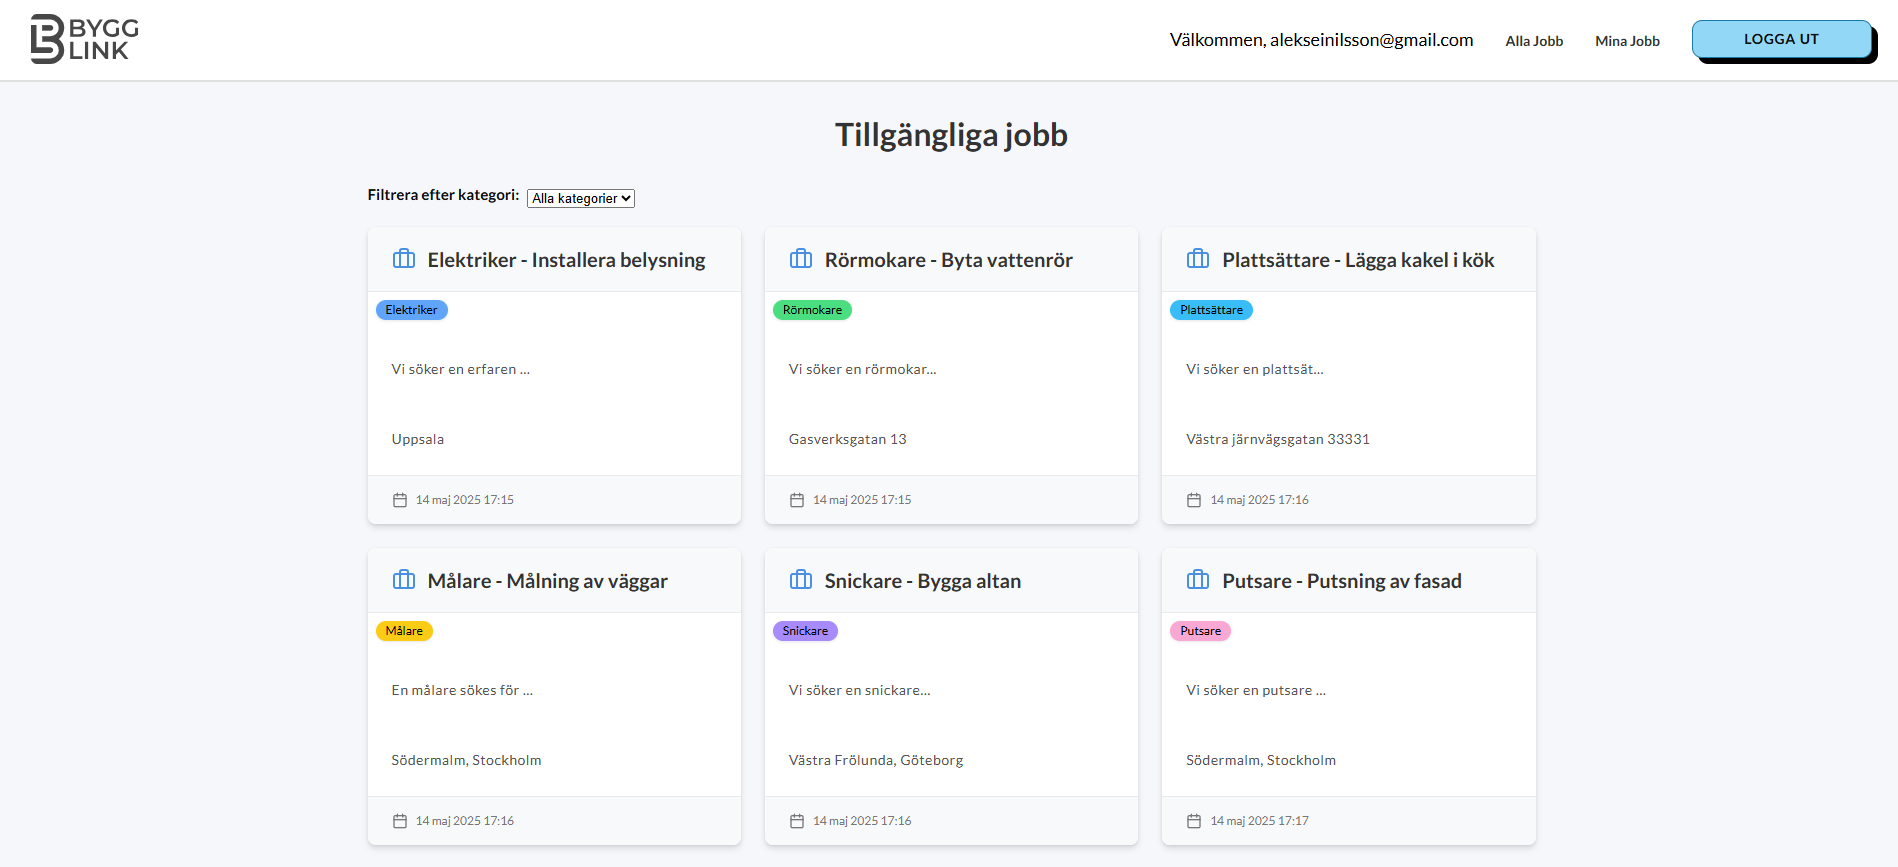 BYGG
LINK
Välkommen, alekseinilsson@gmail.com
Alla Jobb
Mina Jobb
LOGGA UT
Tillgängliga jobb
Filtrera efter kategori: Alla kategorier
Elektriker - Installera belysning
Elektriker
Vi söker en erfaren ...
Uppsala
14 maj 2025 17:15
Rörmokare - Byta vattenrör
Rörmokare
Vi söker en rörmokar...
Gasverksgatan 13
14 maj 2025 17:15
Plattsättare - Lägga kakel i kök
Plattsättare
Vi söker en plattsät...
Västra järnvägsgatan 33331
14 maj 2025 17:16
Målare - Målning av väggar
Målare
En målare sökes för ...
Södermalm, Stockholm
14 maj 2025 17:16
Snickare - Bygga altan
Snickare
Vi söker en snickare...
Västra Frölunda, Göteborg
14 maj 2025 17:16
Putsare - Putsning av fasad
Putsare
Vi söker en putsare ...
Södermalm, Stockholm
14 maj 2025 17:17